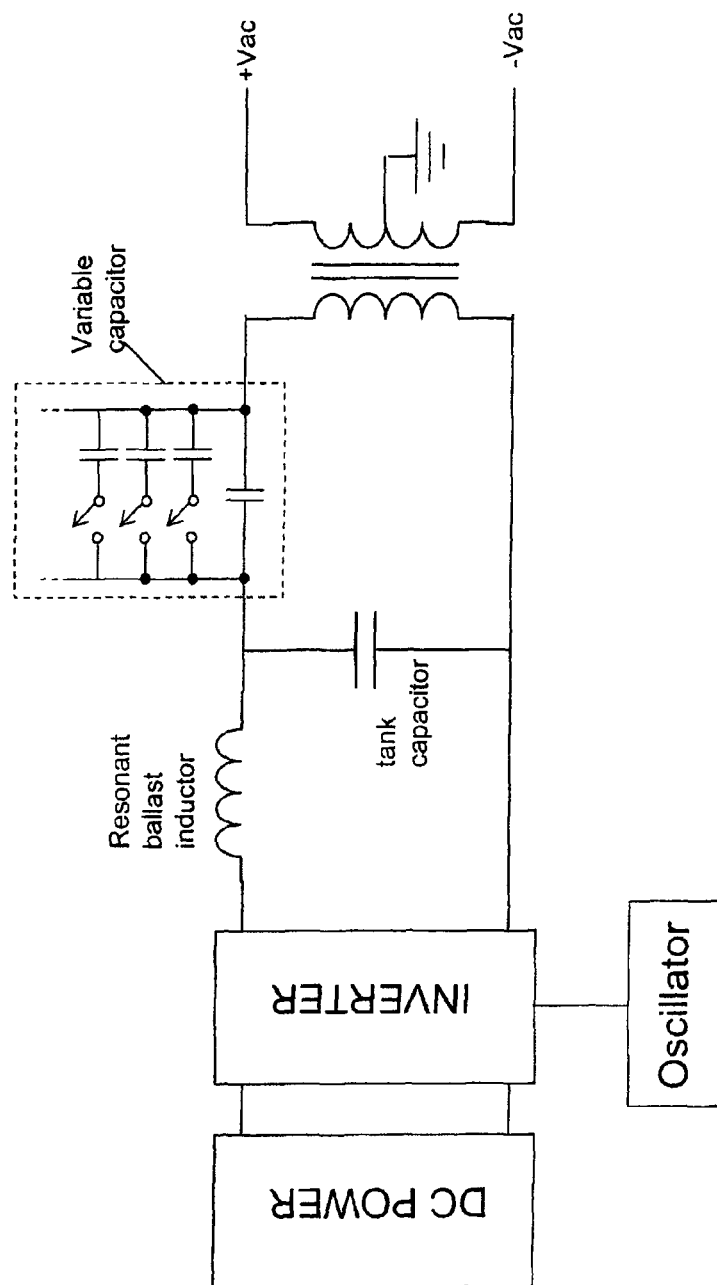 +Vac
-Vac
Variable
capacitor
tank
capacitor
Resonant
ballast
inductor
INVERTER
Oscillator
DC POWER